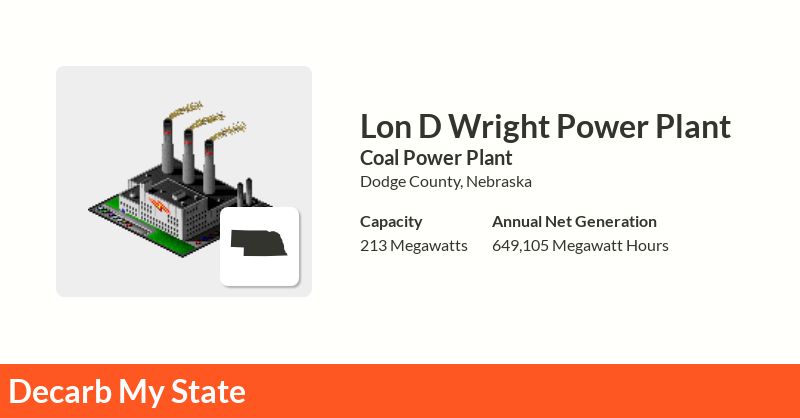 Lon D Wright Power Plant
Coal Power Plant
Dodge County, Nebraska
Capacity
213 Megawatts
Annual Net Generation
649,105 Megawatt Hours
Decarb My State